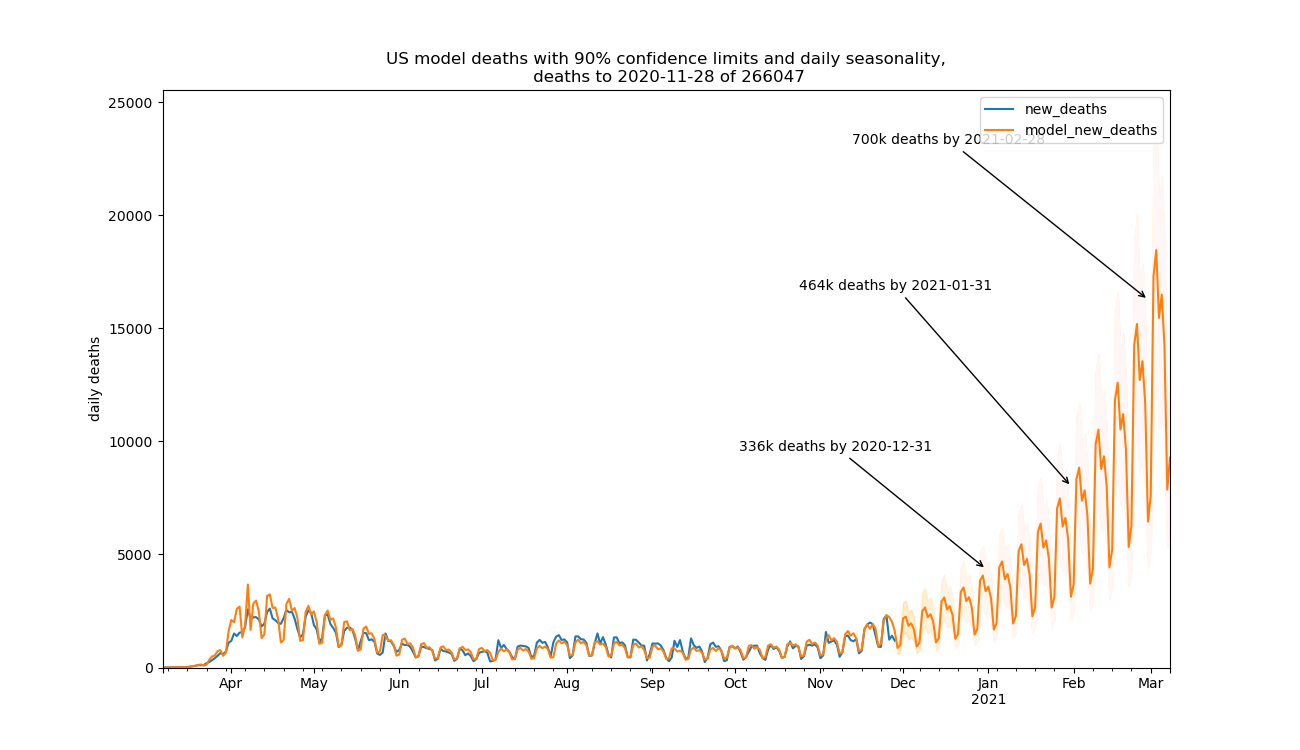 US model deaths with 90% confidence limits and daily seasonality,
deaths to 2020-11-28 of 266047
25000
new_deaths
model_new_deaths
700k deaths by 2021-02-28
20000
464k deaths by 2021-01-31
15000
daily deaths
10000
336k deaths by 2020-12-31
5000
0
Apr May Jun Jul Aug Sep Oct Nov Dec Jan Feb Mar
2021